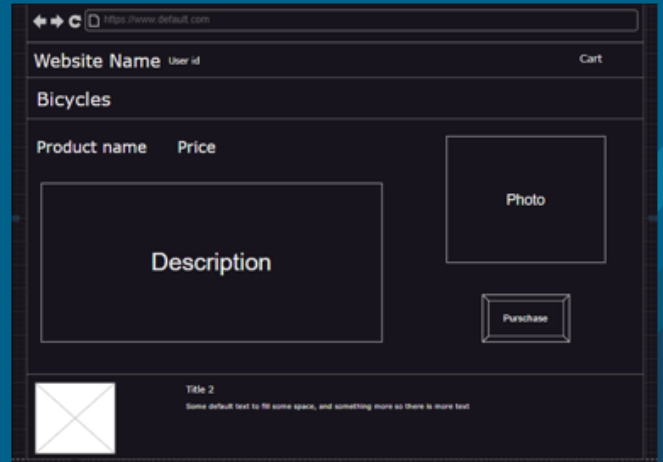 https://www.default.com
Website Name User id Cart
Bicycles
Product name Price
Photo
Description
Purschase
Title 2
Some default text to fill some space, and something more so there is more text